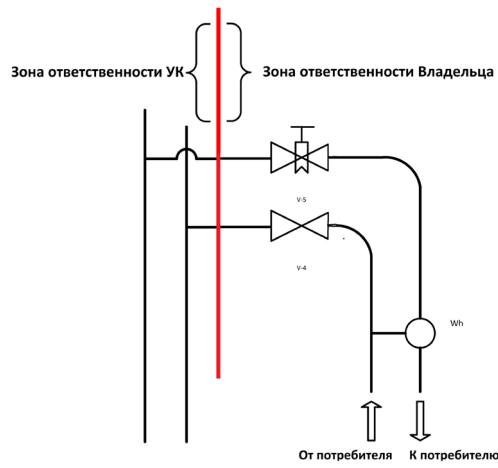 Зона ответственности УК
Зона ответственности Владельца
V-5
V-4
Wh
От потребителя
К потребителю